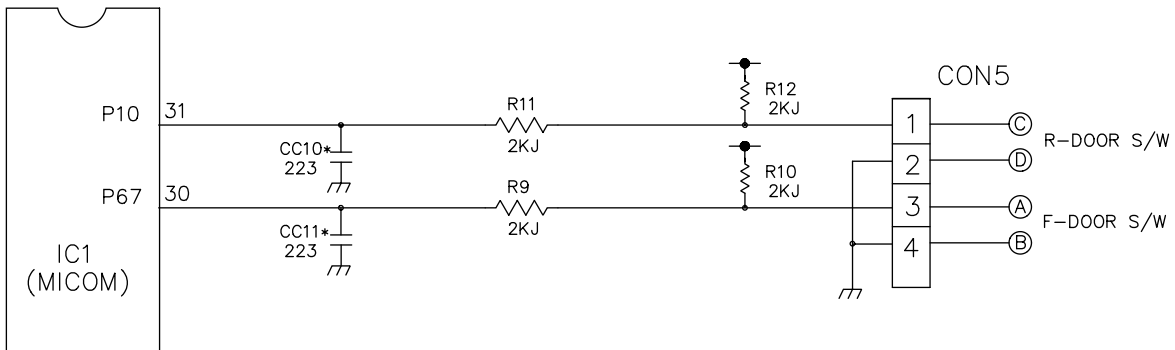 CON5
R12
2KJ
P10
31
R11
2KJ
1
C
R-DOOR S/W
CC10*
223
2
D
R10
2KJ
P67
30
R9
2KJ
3
A
F-DOOR S/W
CC11*
223
4
B
IC1
(MICOM)